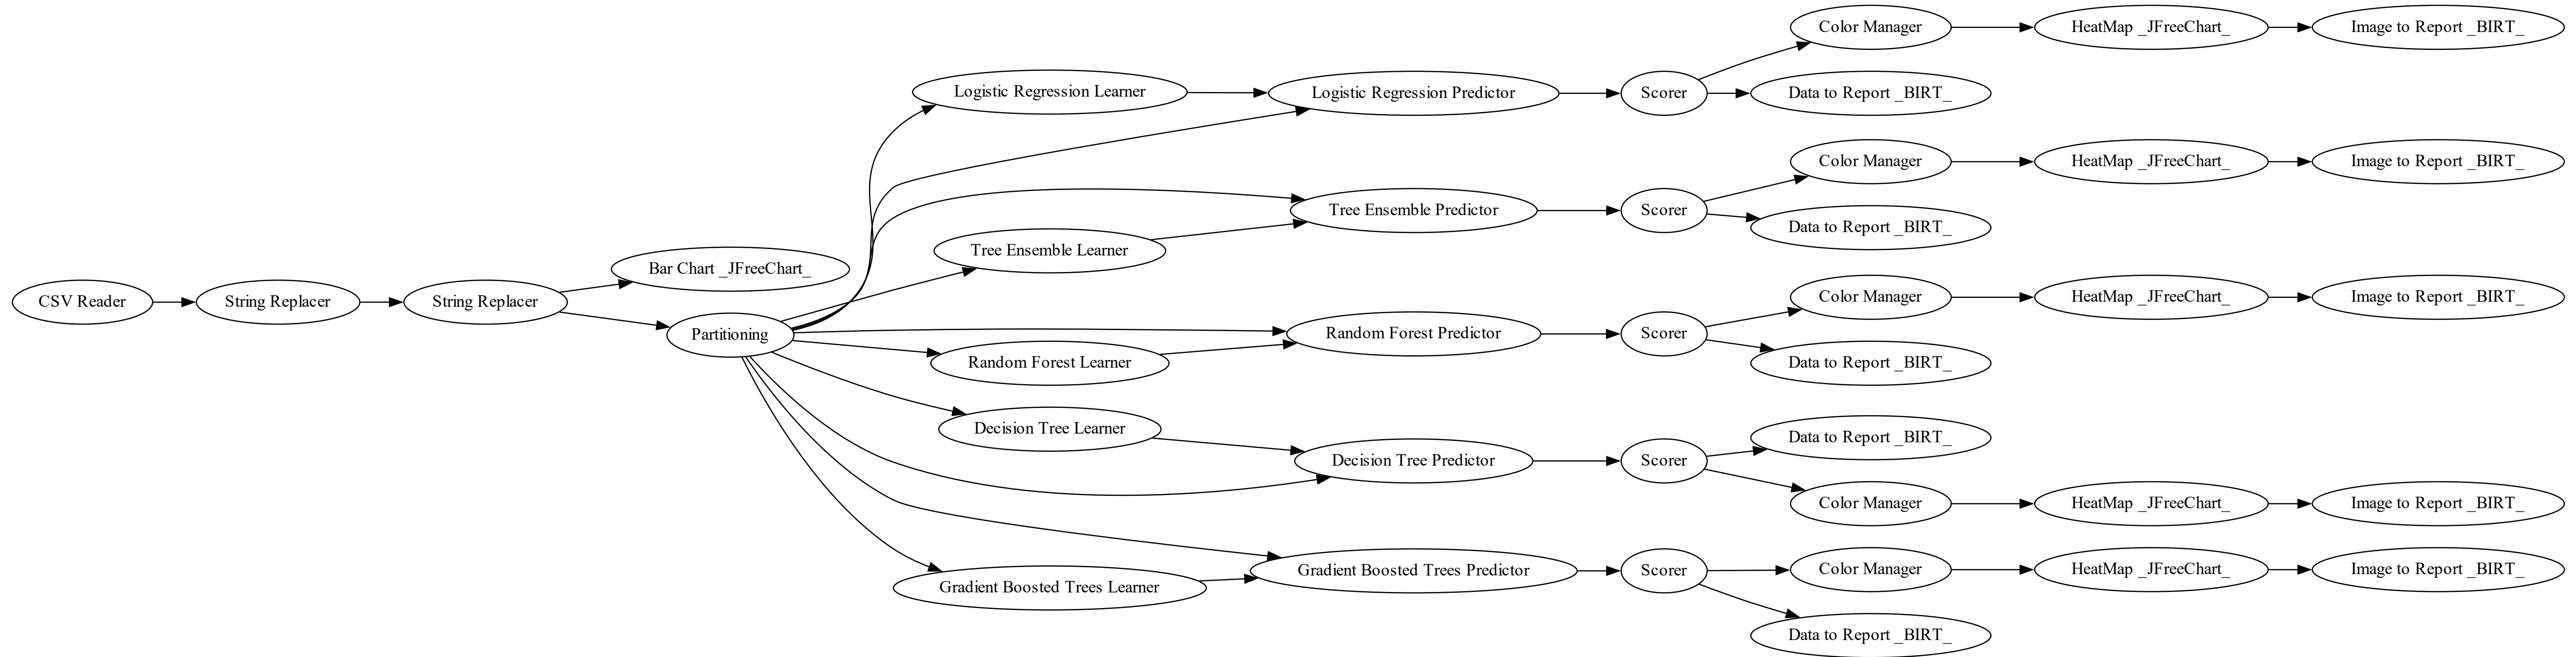 CSV Reader
String Replacer
String Replacer
Bar Chart _JFreeChart_
Partitioning
Logistic Regression Learner
Logistic Regression Predictor
Scorer
Color Manager
HeatMap _JFreeChart_
Image to Report _BIRT_
Data to Report _BIRT_
Tree Ensemble Learner
Tree Ensemble Predictor
Scorer
Color Manager
HeatMap _JFreeChart_
Image to Report _BIRT_
Data to Report _BIRT_
Random Forest Learner
Random Forest Predictor
Scorer
Color Manager
HeatMap _JFreeChart_
Image to Report _BIRT_
Data to Report _BIRT_
Decision Tree Learner
Decision Tree Predictor
Scorer
Data to Report _BIRT_
Color Manager
HeatMap _JFreeChart_
Image to Report _BIRT_
Gradient Boosted Trees Learner
Gradient Boosted Trees Predictor
Scorer
Color Manager
HeatMap _JFreeChart_
Image to Report _BIRT_
Data to Report _BIRT_